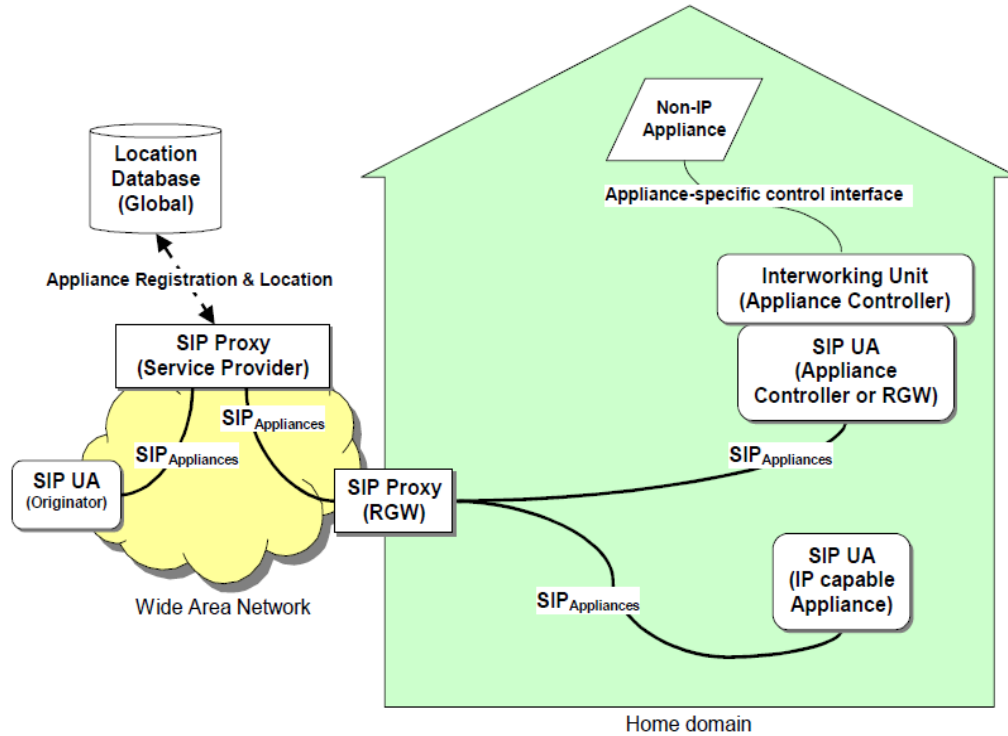 Non-IP
Appliance
Location
Database
(Global)
Appliance-specific control interface
Appliance Registration & Location
Interworking Unit
(Appliance Controller)
SIP Proxy
(Service Provider)
SIP UA
(Appliance
Controller or RGW)
SIPAppliances
SIPAppliances
SIPAppliances
SIP UA
(Originator)
SIP Proxy
(RGW)
SIP UA
(IP capable
Appliance)
SIPAppliances
Wide Area Network
Home domain